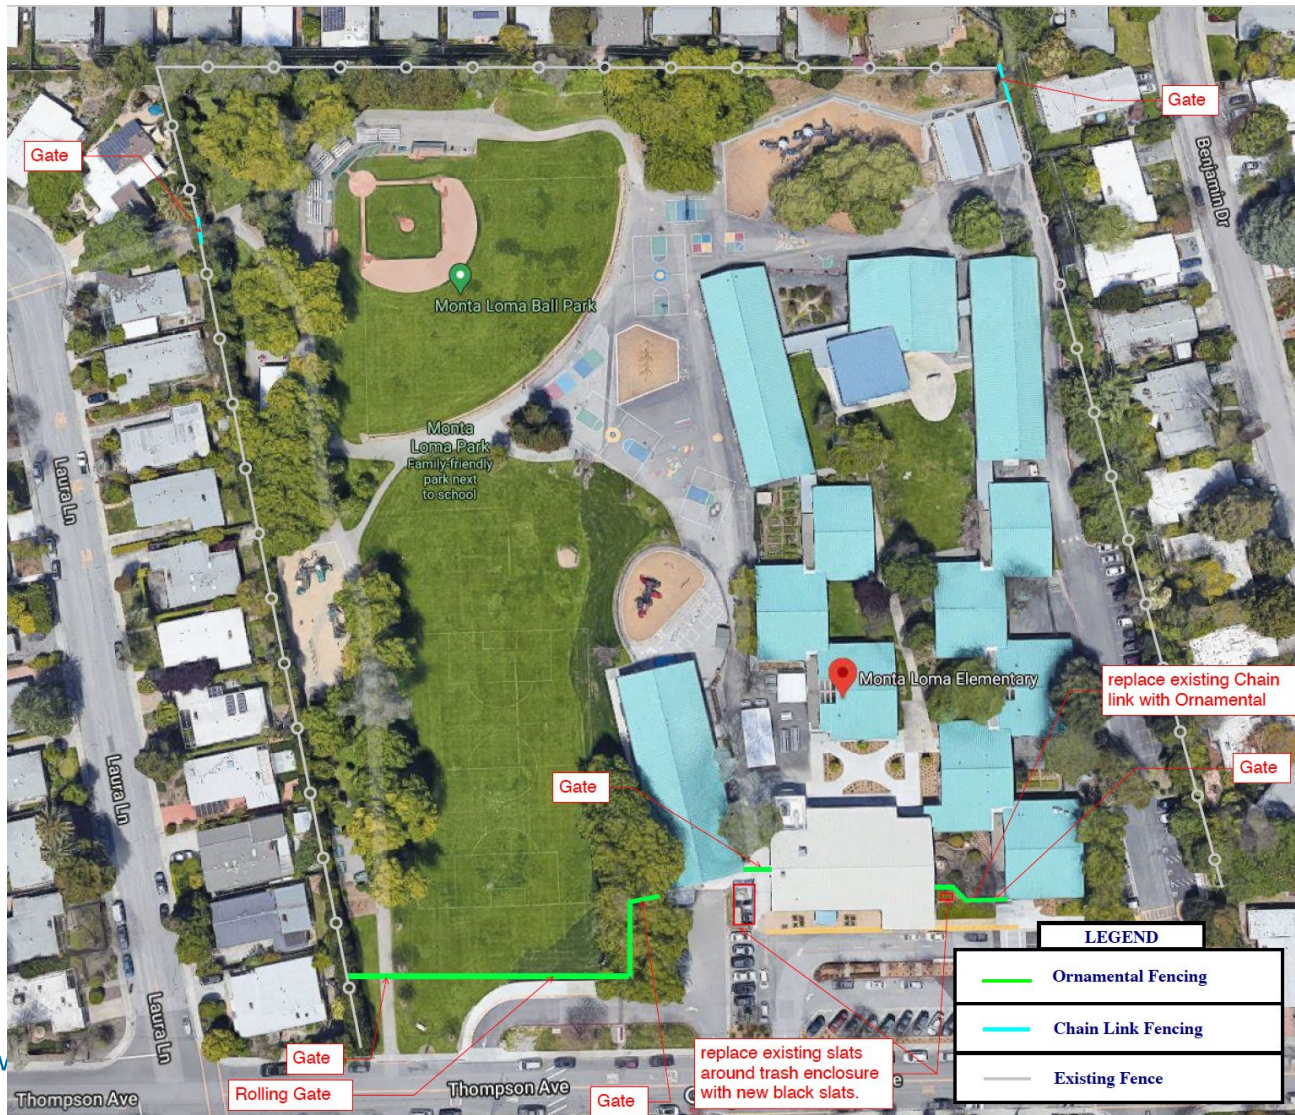 Gate
Gate
Benjamin Dr
Monta Loma Ball Park
Monta
Loma Park
Family-friendly
park next
to school
Laura Ln
Monta Loma Elementary
replace existing Chain
link with Ornamental
Gate
Laura Ln
Gate
LEGEND
Ornamental Fencing
Chain Link Fencing
Existing Fence
Laura Ln
Gate
Rolling Gate
Gate
replace existing slats
around trash enclosure
with new black slats.
Thompson Ave
Thompson Ave